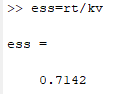 >> ess=rt/kv
ess =
0.7142